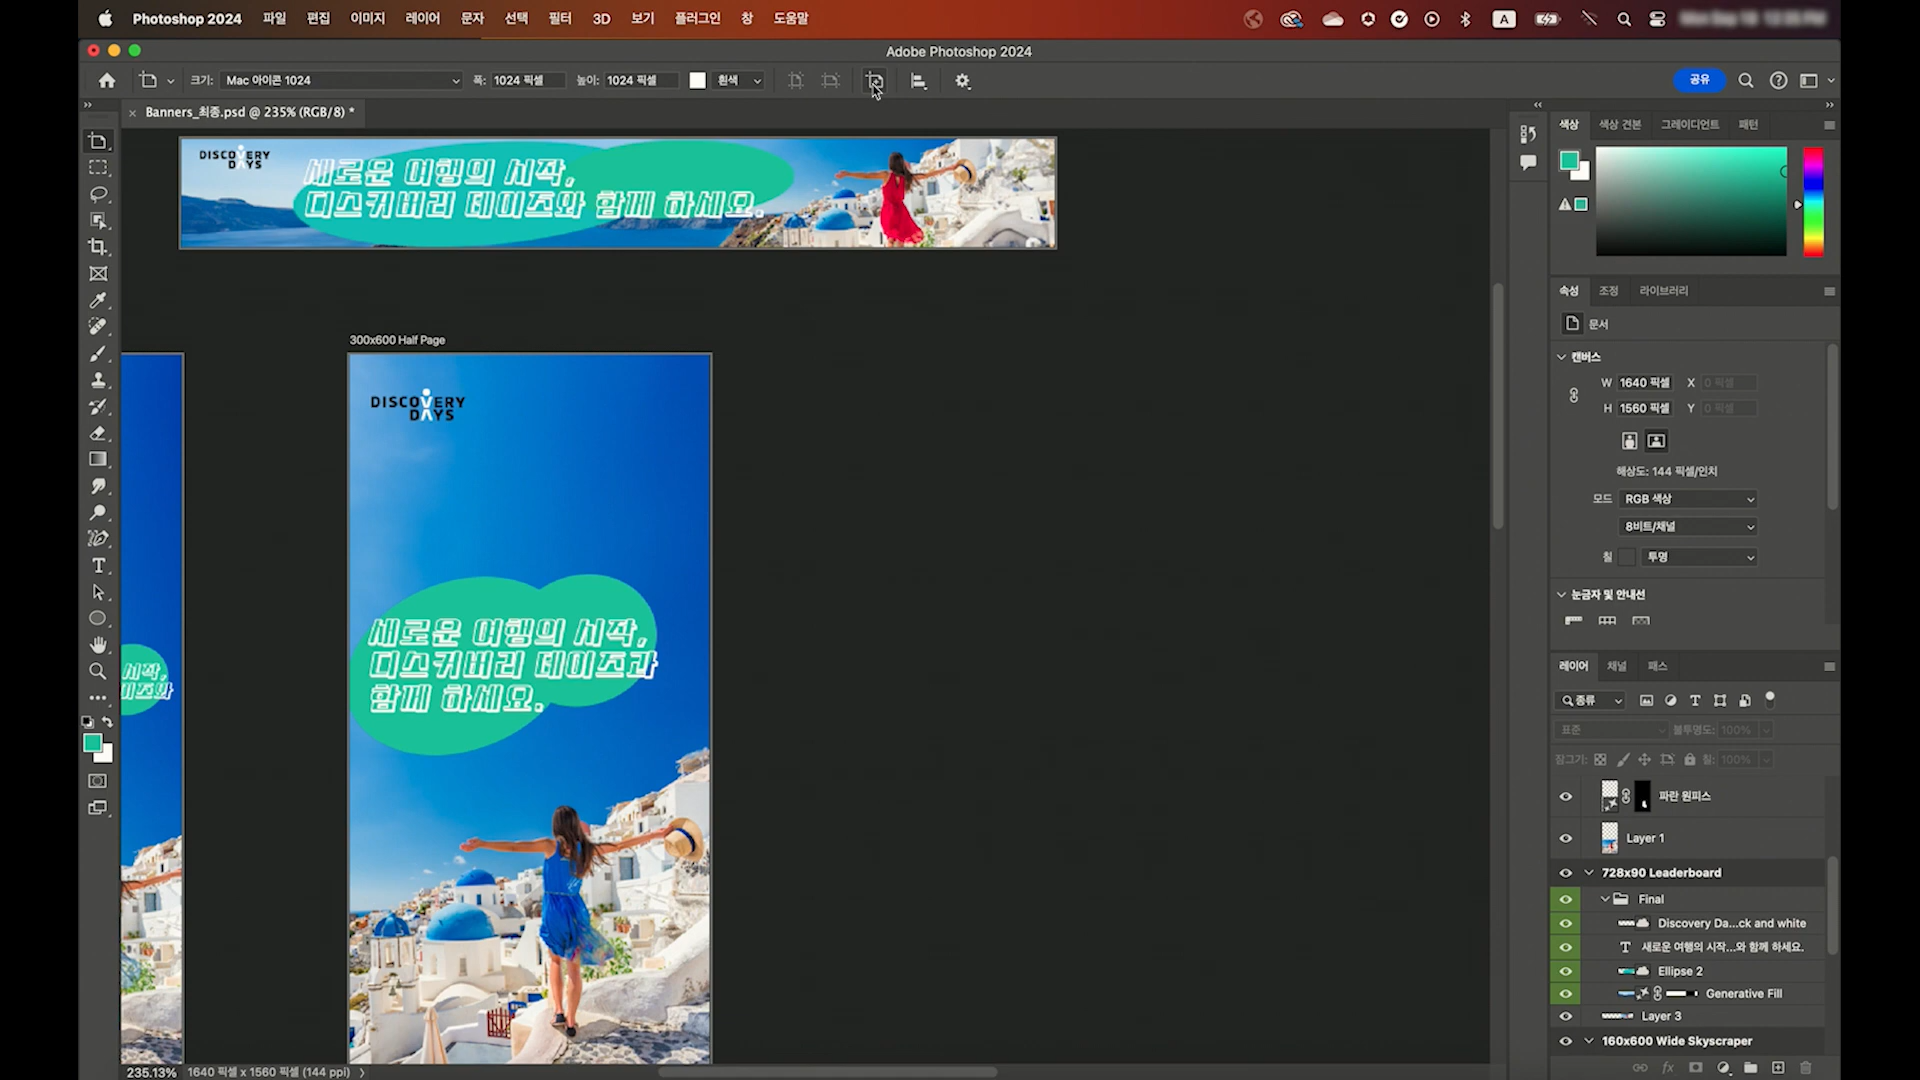 Photoshop 2024 파일 편집 이미지 레이어 문자 선택 필터 3D 보기 플러그인 창 도움말
A
Adobe Photoshop 2024
크기: Mac 아이콘 1024 폭: 1024 픽셀 높이: 1024 픽셀 흰색 공유
Banners_최종.psd @ 235% (RGB/8) *
DISCOVERY
DAYS
새로운 여행의 시작,
디스커버리 데이즈와 함께 하세요.
300x600 Half Page
DISCOVERY
DAYS
새로운 여행의 시작,
디스커버리 데이즈과
함께 하세요.
시작,
이즈와
색상 색상 견본 그레이디언트 패턴
속성 조정 라이브러리
문서
캔버스
W 1640 픽셀 X 0 픽셀
H 1560 픽셀 Y 0 픽셀
해상도: 144 픽셀/인치
모드 RGB 색상
8비트/채널
칠 투명
눈금자 및 안내선
레이어 채널 패스
종류
표준 불투명도: 100%
잠그기: 칠: 100%
파란 원피스
Layer 1
728x90 Leaderboard
Final
Discovery Da...ck and white
새로운 여행의 시작...와 함께 하세요.
Ellipse 2
Generative Fill
Layer 3
160x600 Wide Skyscraper
235.13% 1640 픽셀 x 1560 픽셀 (144 ppi)